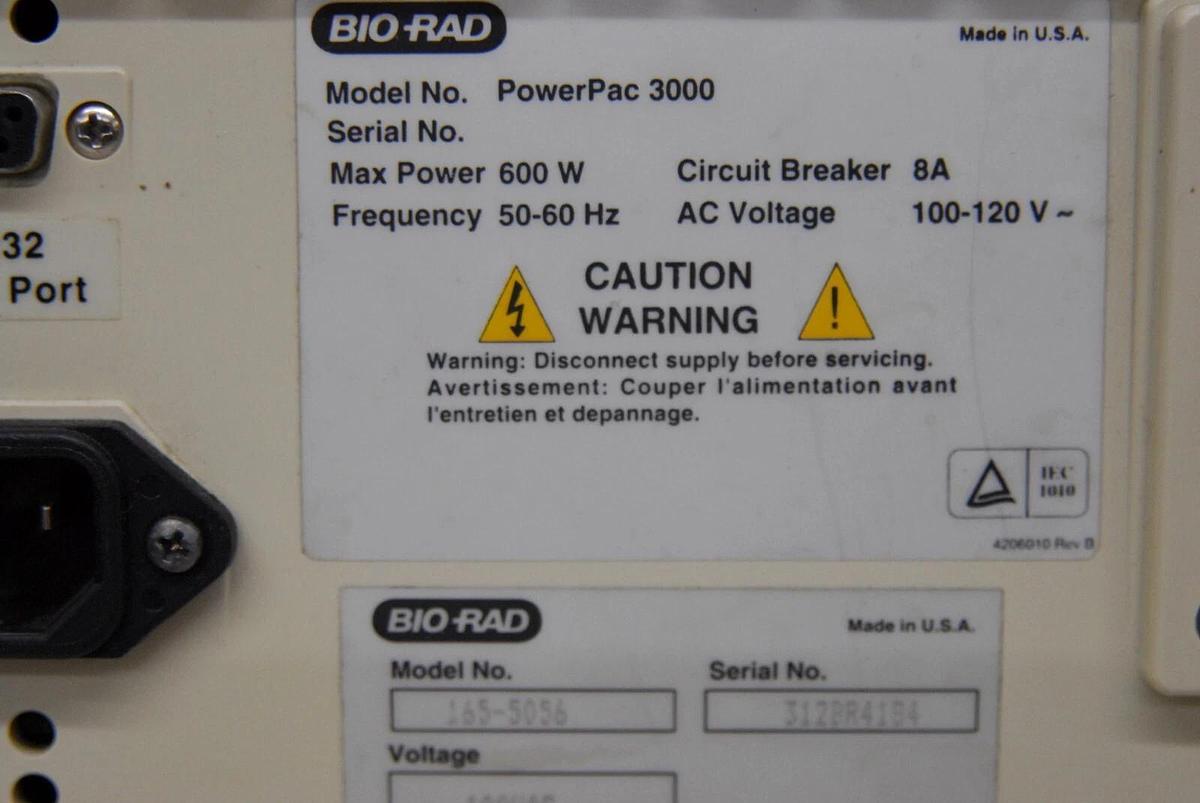 BIO-RAD
Made in U.S.A.
Model No. PowerPac 3000
Serial No.
Max Power 600 W Circuit Breaker 8A
Frequency 50-60 Hz AC Voltage 100-120 V ~
32
Port
CAUTION
WARNING
Warning: Disconnect supply before servicing.
Avertissement: Couper l'alimentation avant
l'entretien et depannage.
IEC
1010
4206010 Rev B
BIO-RAD
Made in U.S.A.
Model No. Serial No.
165-5056 312BR4184
Voltage